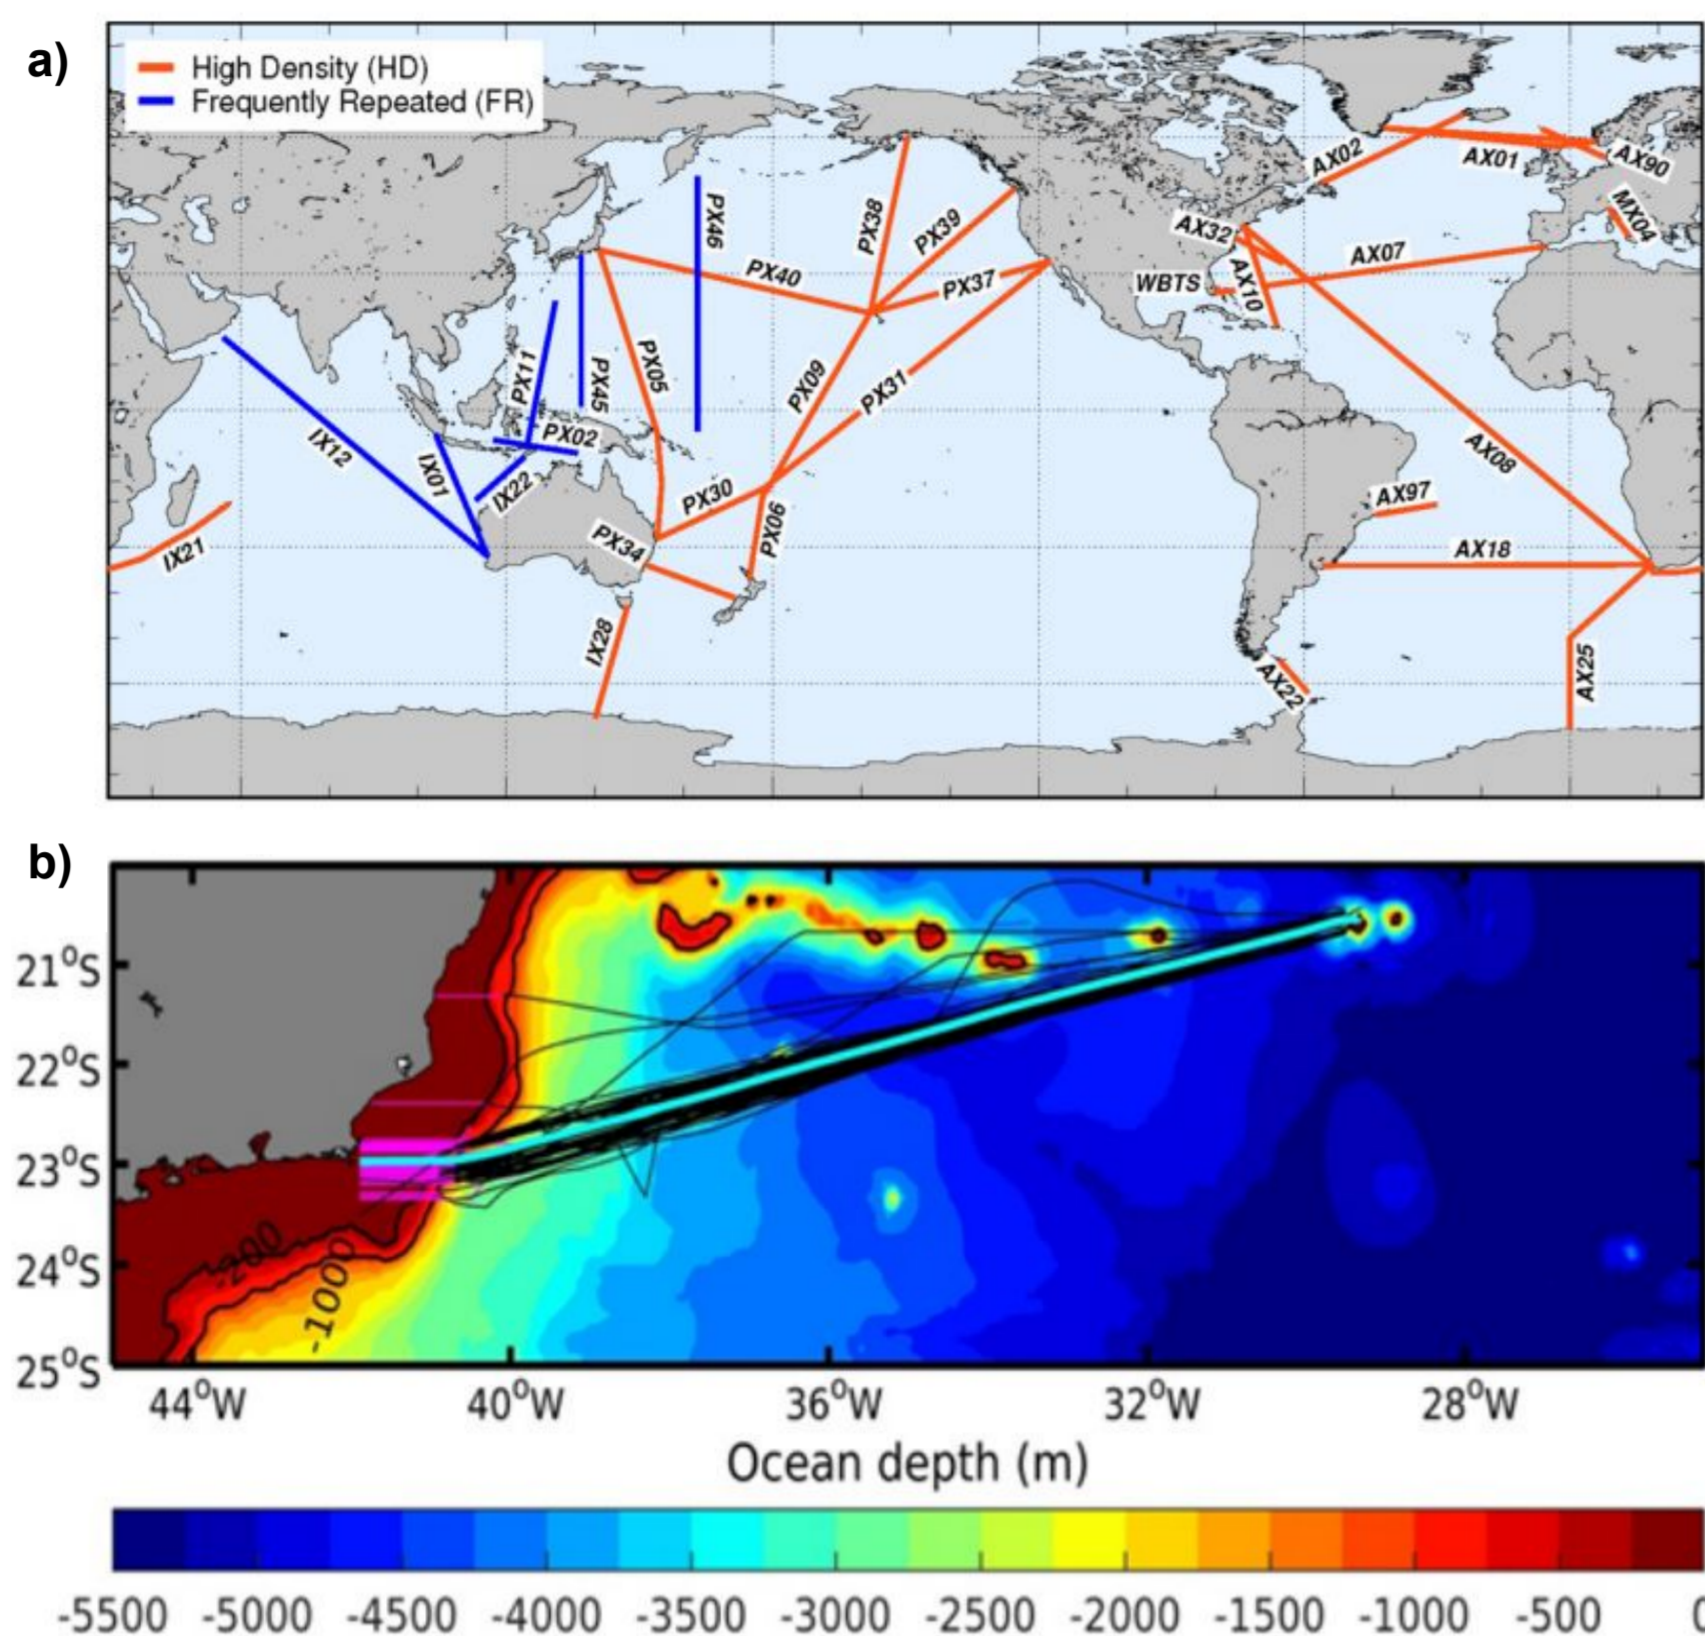 a)
High Density (HD)
Frequently Repeated (FR)
AX02
AX01
AX90
MX04
PX46
PX38
PX39
AX32
AX07
PX40
PX37
WBTS
AX10
PX11
PX45
PX05
PX09
PX31
IX12
IX01
PX02
IX22
PX30
PX06
AX08
AX97
IX21
PX34
AX18
IX28
AX22
AX25
b)
21°S
22°S
23°S
24°S
25°S
-200
-1000
44°W 40°W 36°W 32°W 28°W
Ocean depth (m)
-5500 -5000 -4500 -4000 -3500 -3000 -2500 -2000 -1500 -1000 -500 0